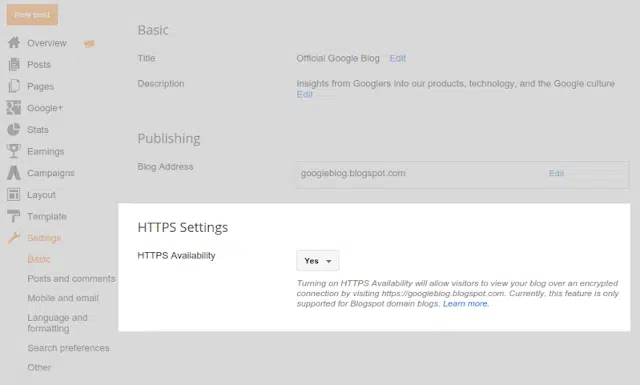 New post
Overview
Posts
Pages
Google+
Stats
Earnings
Campaigns
Layout
Template
Settings
Basic
Posts and comments
Mobile and email
Language and
formatting
Search preferences
Other
Basic
Title Official Google Blog Edit
Description Insights from Googlers into our products, technology, and the Google culture
Edit
Publishing
Blog Address googleblog.blogspot.com Edit
HTTPS Settings
HTTPS Availability Yes
Turning on HTTPS Availability will allow visitors to view your blog over an encrypted
connection by visiting https://googleblog.blogspot.com. Currently, this feature is only
supported for Blogspot domain blogs. Learn more.